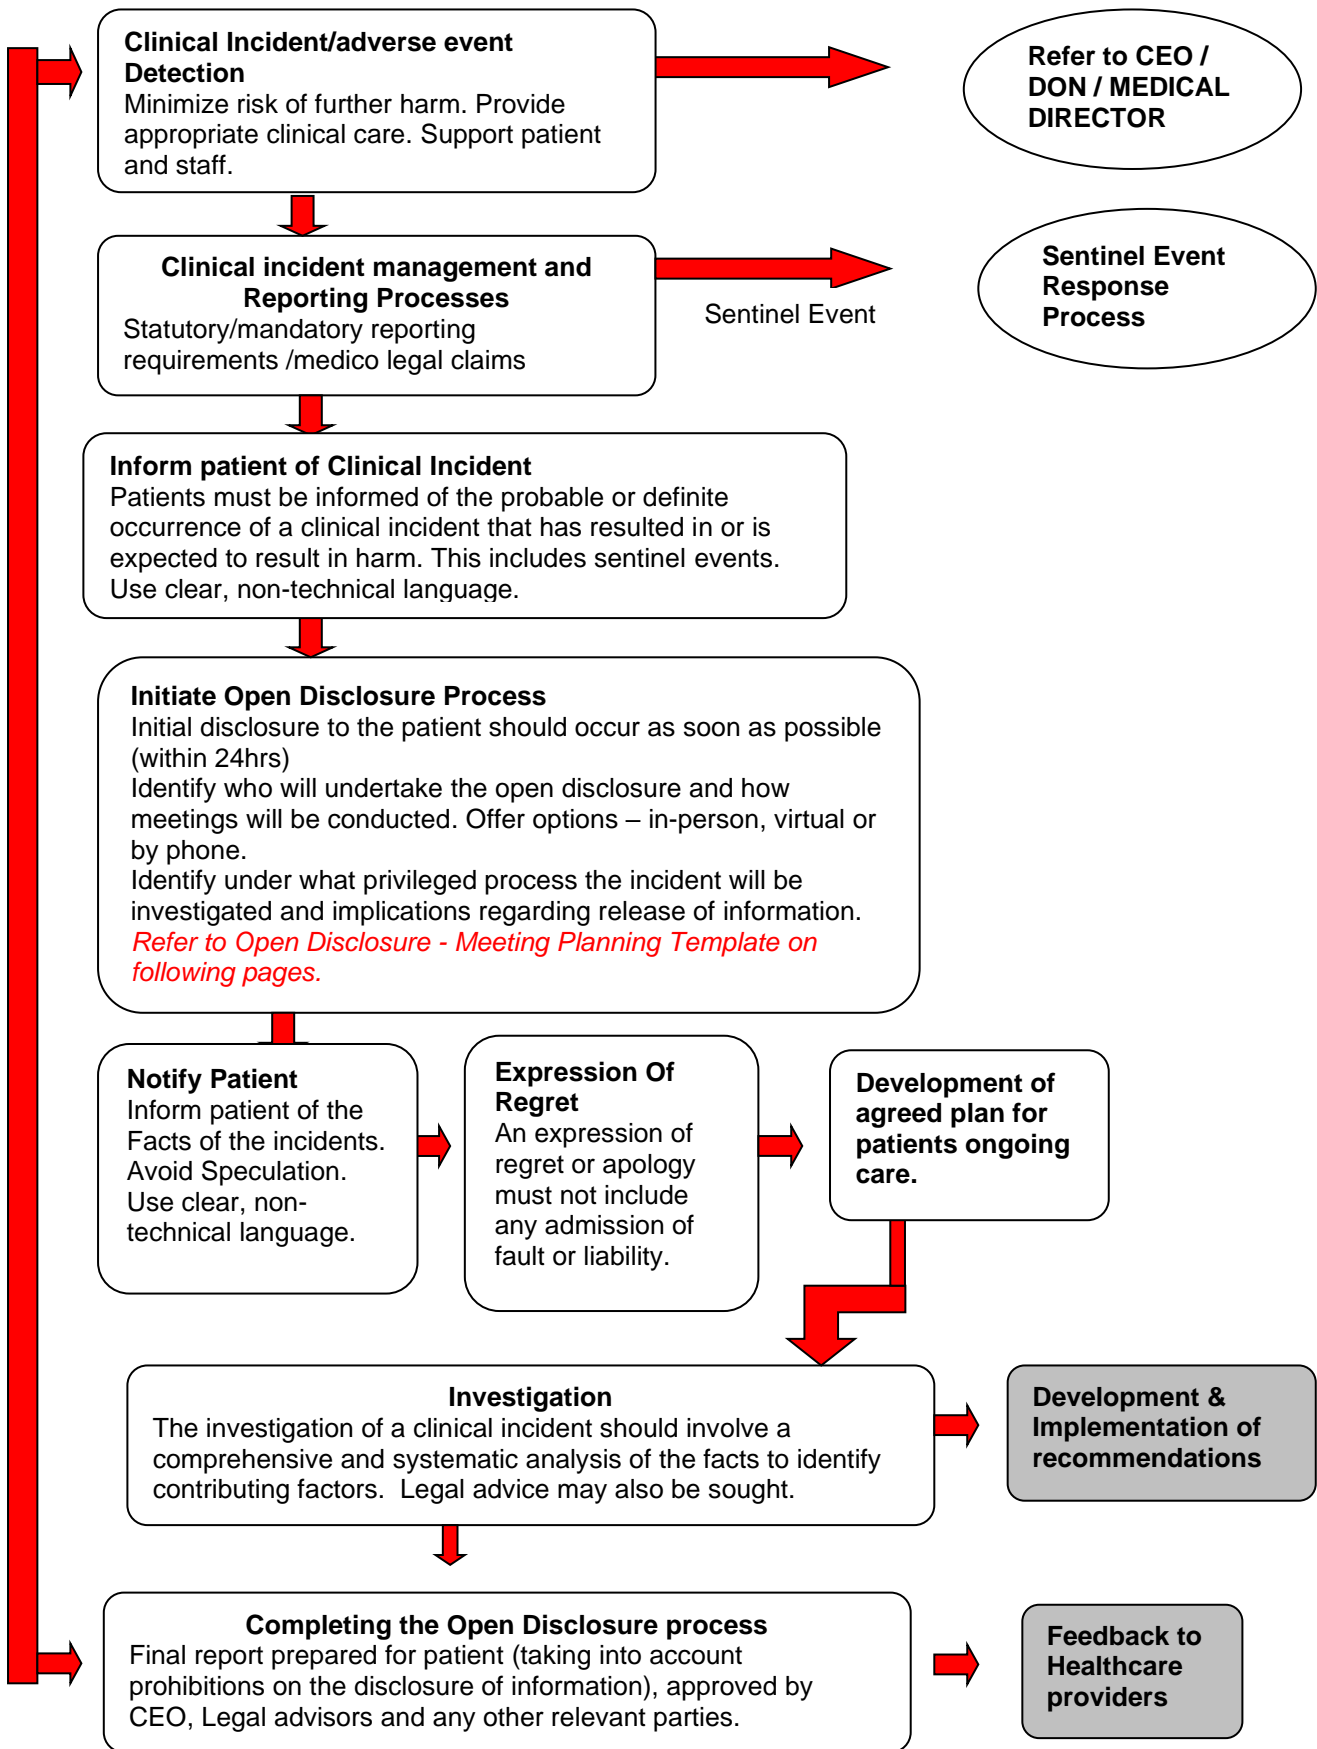 Clinical Incident/adverse event
Detection
Minimize risk of further harm. Provide
appropriate clinical care. Support patient
and staff.
Refer to CEO /
DON / MEDICAL
DIRECTOR
Clinical incident management and
Reporting Processes
Statutory/mandatory reporting
requirements /medico legal claims
Sentinel Event
Sentinel Event
Response
Process
Inform patient of Clinical Incident
Patients must be informed of the probable or definite
occurrence of a clinical incident that has resulted in or is
expected to result in harm. This includes sentinel events.
Use clear, non-technical language.
Initiate Open Disclosure Process
Initial disclosure to the patient should occur as soon as possible
(within 24hrs)
Identify who will undertake the open disclosure and how
meetings will be conducted. Offer options – in-person, virtual or
by phone.
Identify under what privileged process the incident will be
investigated and implications regarding release of information.
Refer to Open Disclosure - Meeting Planning Template on
following pages.
Notify Patient
Inform patient of the
Facts of the incidents.
Avoid Speculation.
Use clear, non-
technical language.
Expression Of
Regret
An expression of
regret or apology
must not include
any admission of
fault or liability.
Development of
agreed plan for
patients ongoing
care.
Investigation
The investigation of a clinical incident should involve a
comprehensive and systematic analysis of the facts to identify
contributing factors.  Legal advice may also be sought.
Development &
Implementation of
recommendations
Completing the Open Disclosure process
Final report prepared for patient (taking into account
prohibitions on the disclosure of information), approved by
CEO, Legal advisors and any other relevant parties.
Feedback to
Healthcare
providers